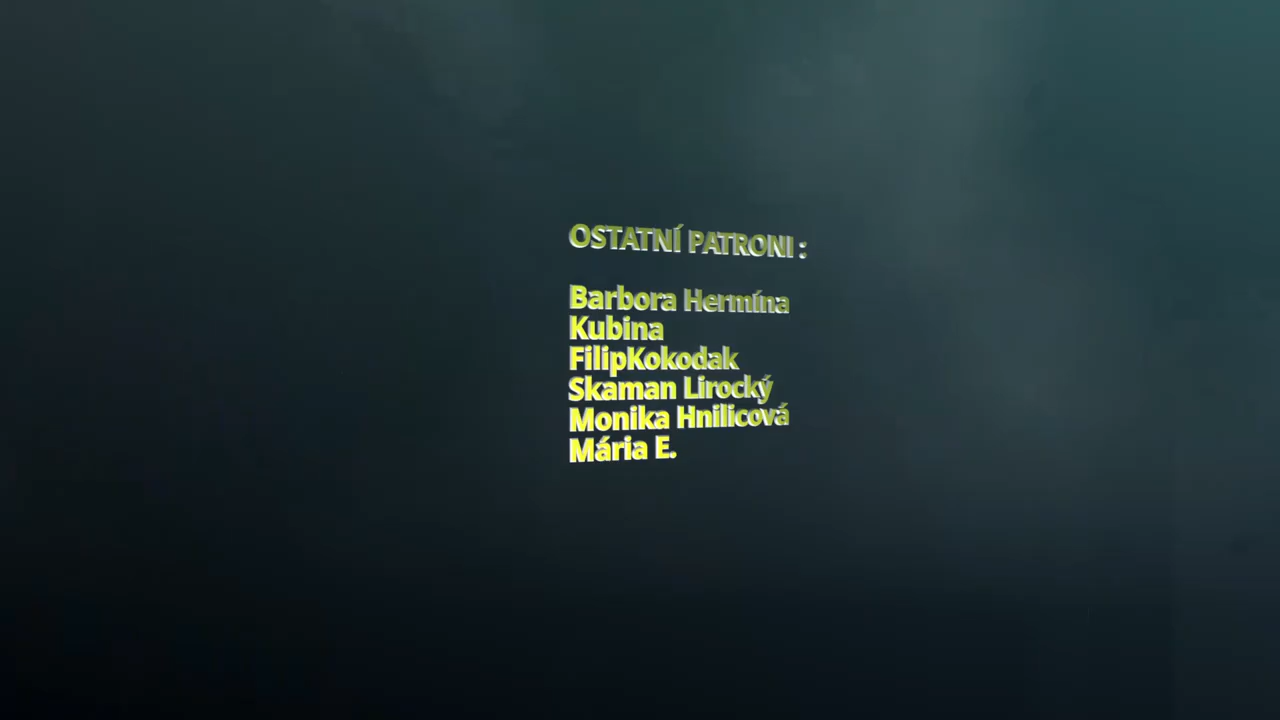 OSTATNÍ PATRONI :
Barbora Hermína
Kubina
FilipKokodak
Skaman Lirocký
Monika Hnilicová
Mária E.